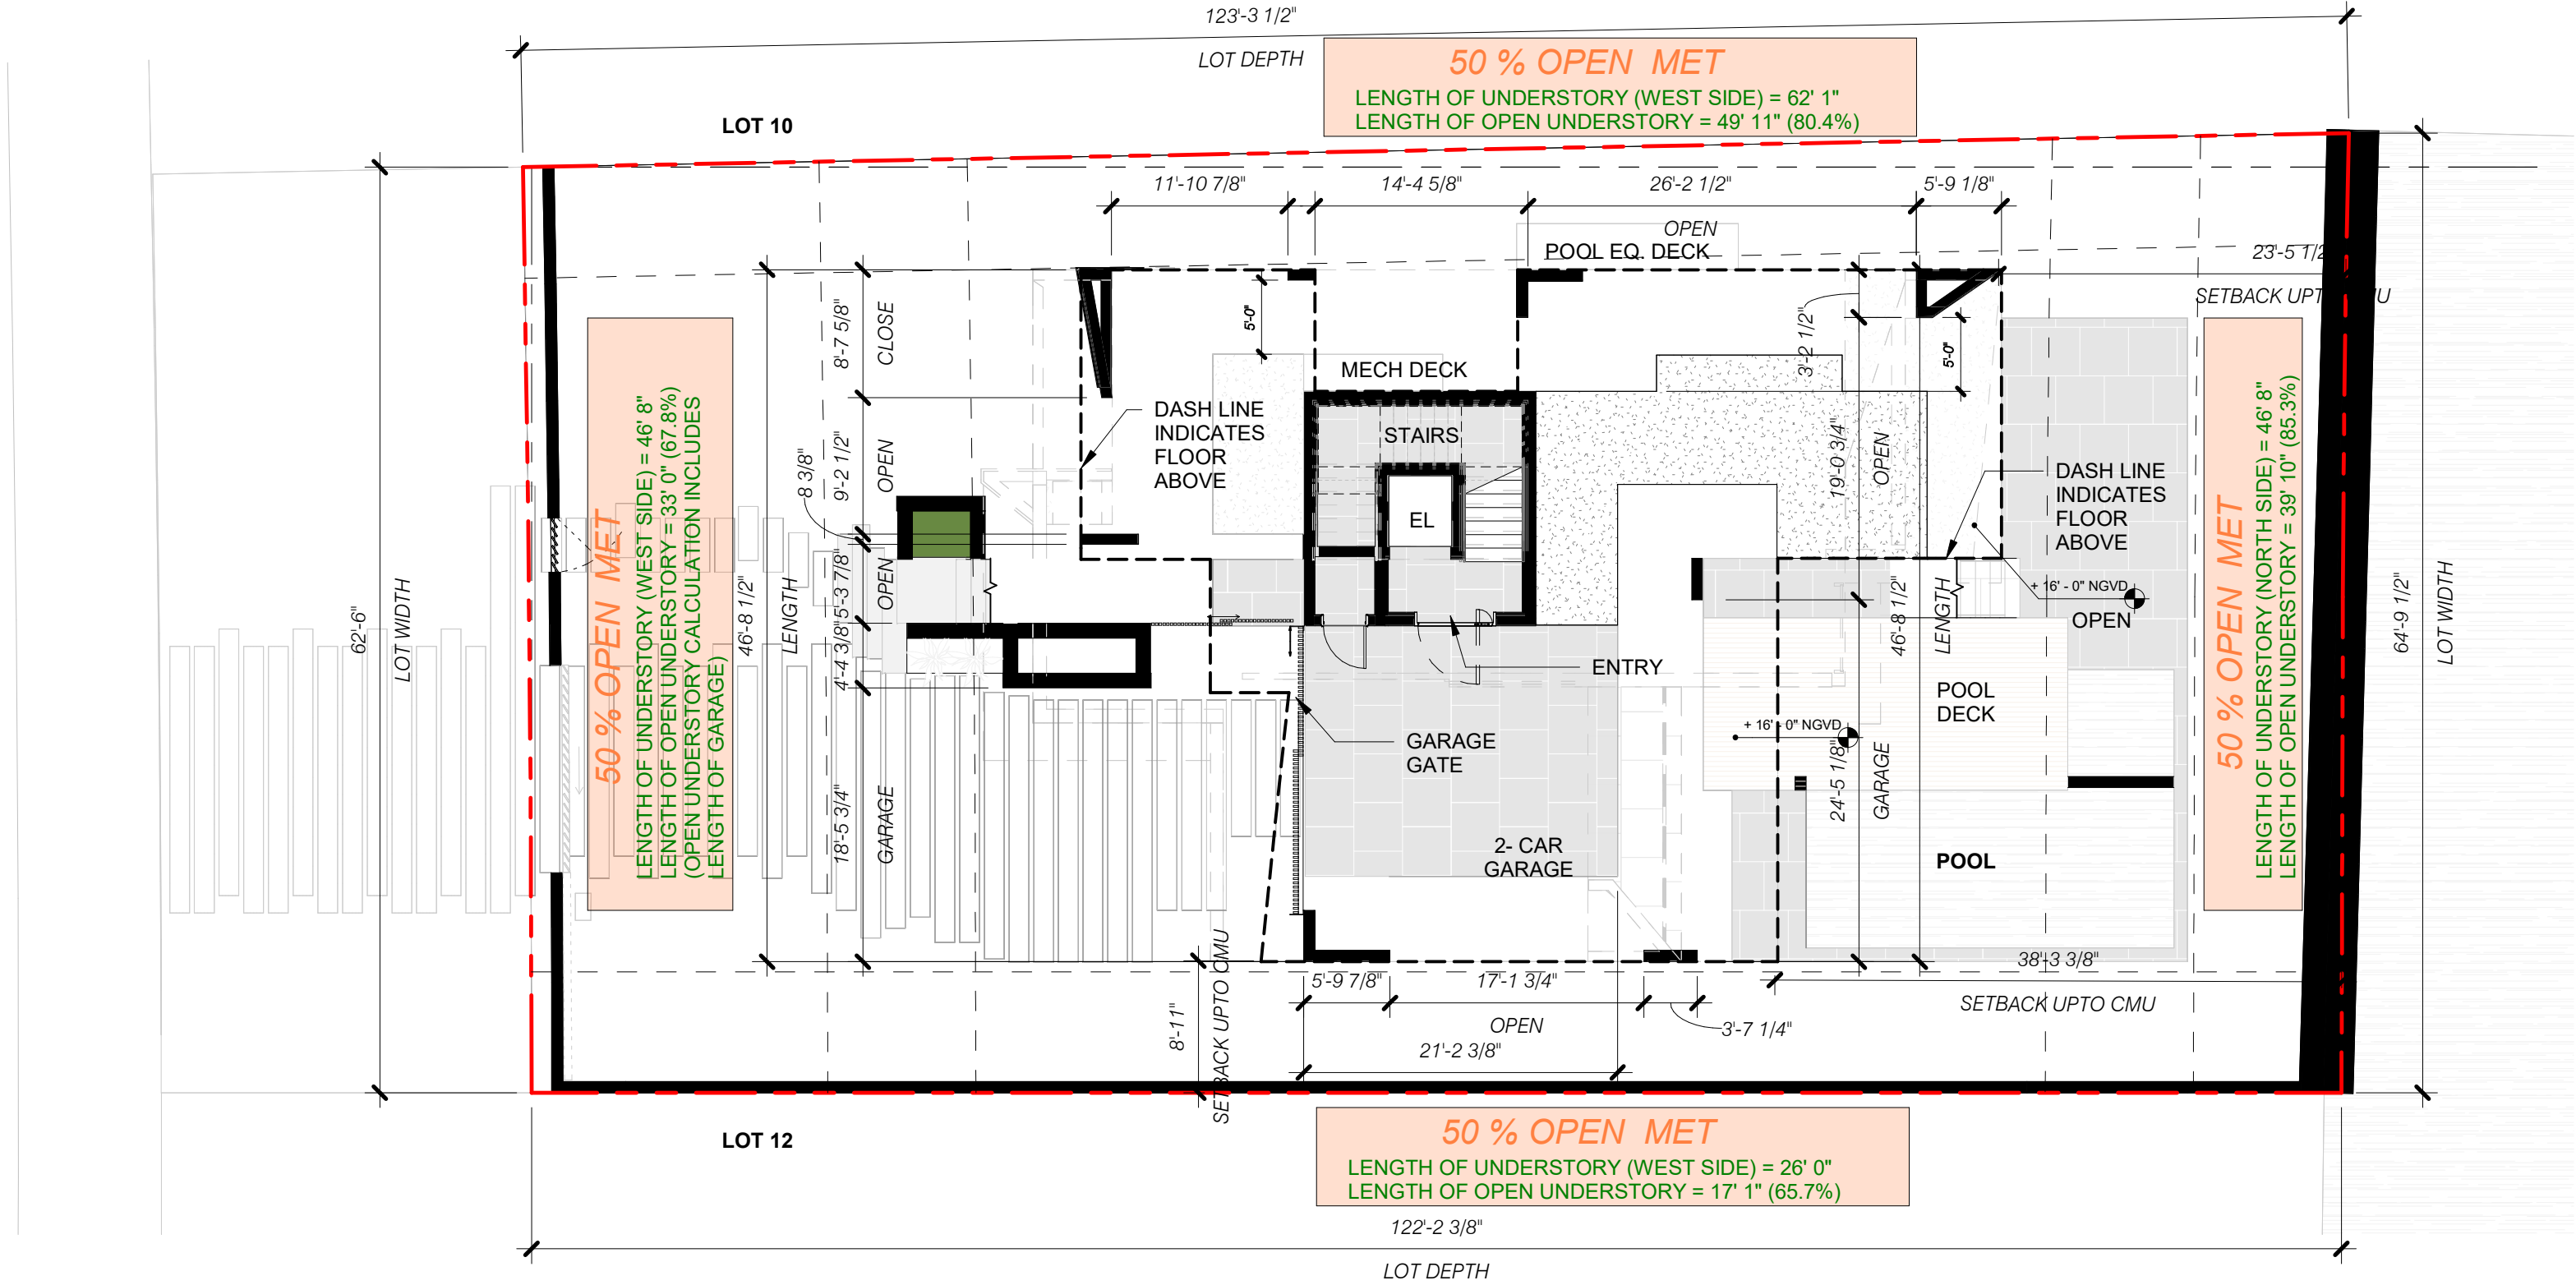 123'-3 1/2"
LOT DEPTH
50 % OPEN MET
LENGTH OF UNDERSTORY (WEST SIDE) = 62' 1"
LENGTH OF OPEN UNDERSTORY = 49' 11" (80.4%)
LOT 10
11'-10 7/8"
14'-4 5/8"
26'-2 1/2"
5'-9 1/8"
OPEN
POOL EQ. DECK
23'-5 1/2
SETBACK UPT
MU
8'-7 5/8"
CLOSE
5'-0"
3'-2 1/2"
5'-0"
MECH DECK
DASH LINE
INDICATES
FLOOR
ABOVE
STAIRS
EL
9'-2 1/2"
OPEN
8 3/8"
19'-0 3/4"
OPEN
DASH LINE
INDICATES
FLOOR
ABOVE
+ 16' - 0" NGVD
OPEN
50 % OPEN MET
LENGTH OF UNDERSTORY (WEST SIDE) = 46' 8"
LENGTH OF OPEN UNDERSTORY = 33' 0" (67.8%)
(OPEN UNDERSTORY CALCULATION INCLUDES
LENGTH OF GARAGE)
62'-6"
LOT WIDTH
46'-8 1/2"
LENGTH
5'-3 7/8"
OPEN
4'-4 3/8"
18'-5 3/4"
GARAGE
ENTRY
GARAGE
GATE
2- CAR
GARAGE
46'-8 1/2"
LENGTH
POOL
DECK
+ 16' - 0" NGVD
24'-5 1/8"
GARAGE
POOL
50 % OPEN MET
LENGTH OF UNDERSTORY (NORTH SIDE) = 46' 8"
LENGTH OF OPEN UNDERSTORY = 39' 10" (85.3%)
64'-9 1/2"
LOT WIDTH
38'-3 3/8"
SETBACK UPTO CMU
8'-11"
SETBACK UPTO CMU
5'-9 7/8"
17'-1 3/4"
OPEN
3'-7 1/4"
21'-2 3/8"
LOT 12
50 % OPEN MET
LENGTH OF UNDERSTORY (WEST SIDE) = 26' 0"
LENGTH OF OPEN UNDERSTORY = 17' 1" (65.7%)
122'-2 3/8"
LOT DEPTH